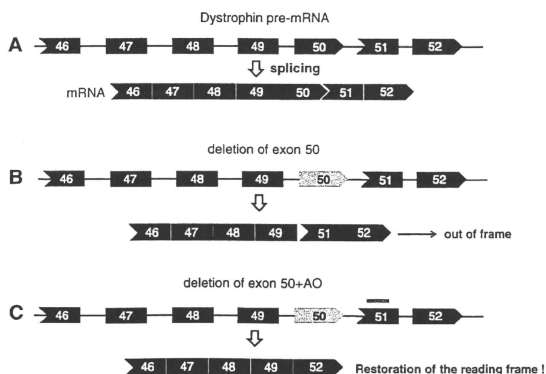 Dystrophin pre-mRNA
A 46 47 48 49 50 51 52
splicing
mRNA 46 47 48 49 50 51 52
deletion of exon 50
B 46 47 48 49 50 51 52
46 47 48 49 51 52 out of frame
deletion of exon 50+AO
C 46 47 48 49 50 51 52
46 47 48 49 52 Restoration of the reading frame !